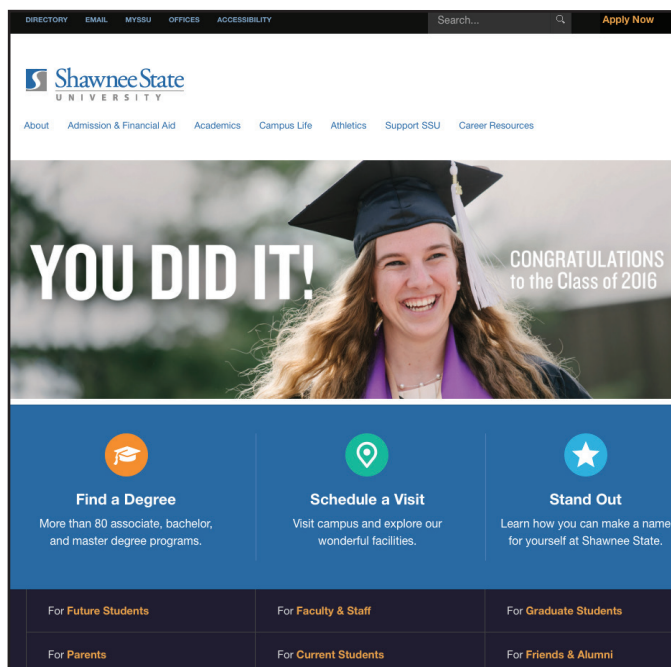 DIRECTORY EMAIL MYSSU OFFICES ACCESSIBILITY Search... Apply Now
Shawnee State
UNIVERSITY
About Admission & Financial Aid Academics Campus Life Athletics Support SSU Career Resources
YOU DID IT!
CONGRATULATIONS
to the Class of 2016
Find a Degree
More than 80 associate, bachelor,
and master degree programs.
Schedule a Visit
Visit campus and explore our
wonderful facilities.
Stand Out
Learn how you can make a name
for yourself at Shawnee State.
For Future Students For Faculty & Staff For Graduate Students
For Parents For Current Students For Friends & Alumni